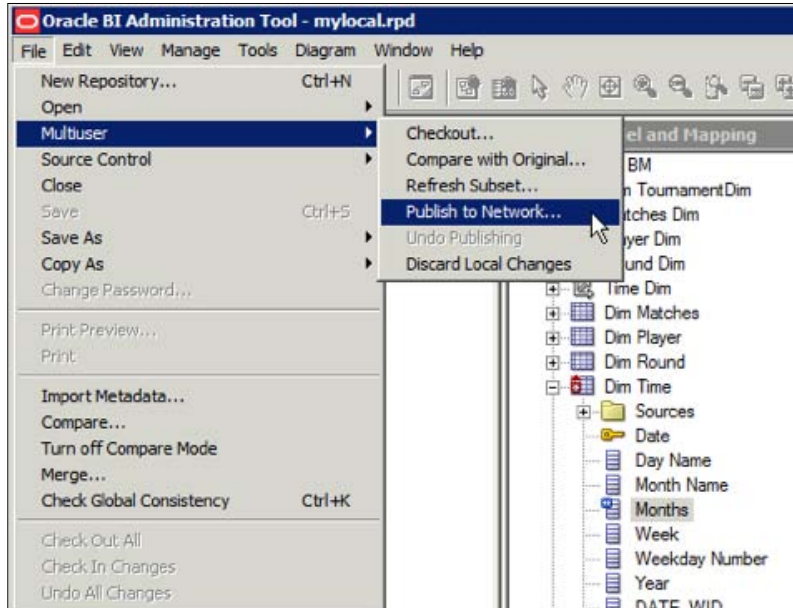 Oracle BI Administration Tool - mylocal.rpd
File Edit View Manage Tools Diagram Window Help
New Repository... Ctrl+N
Open
Multiuser
Source Control
Close
Save Ctrl+S
Save As
Copy As
Change Password...
Print Preview...
Print
Import Metadata...
Compare...
Turn off Compare Mode
Merge...
Check Global Consistency Ctrl+K
Check Out All
Check In Changes
Undo All Changes
Checkout...
Compare with Original...
Refresh Subset...
Publish to Network...
Undo Publishing
Discard Local Changes
el and Mapping
BM
TournamentDim
tches Dim
yer Dim
und Dim
Time Dim
Dim Matches
Dim Player
Dim Round
Dim Time
Sources
Date
Day Name
Month Name
Months
Week
Weekday Number
Year
DATE_WID